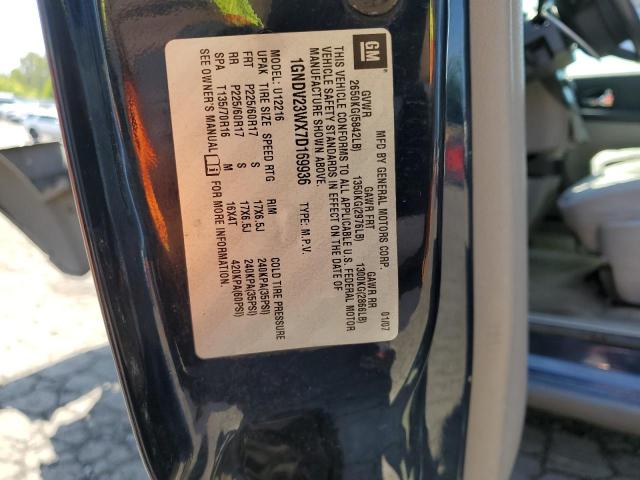 GM
MFD BY GENERAL MOTORS CORP. 01/07
GVWR GAWR FRT GAWR RR
2650KG(5842LB) 1350KG(2976LB) 1300KG(2866LB)
THIS VEHICLE CONFORMS TO ALL APPLICABLE U.S. FEDERAL MOTOR
VEHICLE SAFETY STANDARDS IN EFFECT ON THE DATE OF
MANUFACTURE SHOWN ABOVE.
1GNDV23WX7D169936 TYPE: M.P.V.
MODEL: U12216
UPAK TIRE SIZE SPEED RTG RIM COLD TIRE PRESSURE
FRT P225/60R17 S 17X6.5J 240KPA(35PSI)
RR P225/60R17 S 17X6.5J 240KPA(35PSI)
SPA T135/70R16 M 16X4T 420KPA(60PSI)
SEE OWNER'S MANUAL FOR MORE INFORMATION.